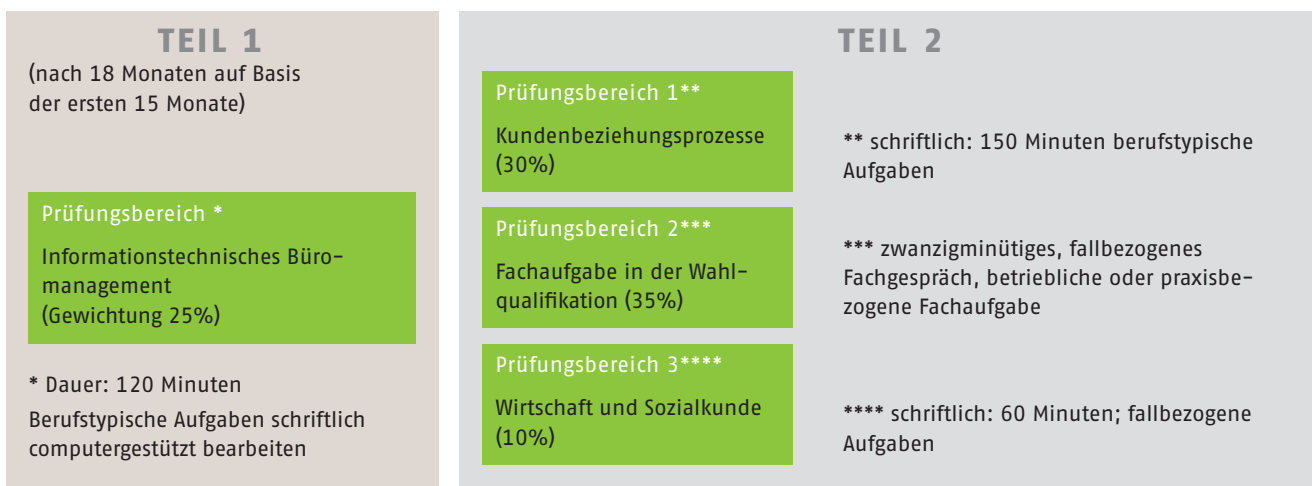 TEIL 1
(nach 18 Monaten auf Basis
der ersten 15 Monate)
Prüfungsbereich *
Informationstechnisches Büro-
management
(Gewichtung 25%)
* Dauer: 120 Minuten
Berufstypische Aufgaben schriftlich
computergestützt bearbeiten
TEIL 2
Prüfungsbereich 1**
Kundenbeziehungsprozesse
(30%)
** schriftlich: 150 Minuten berufstypische
Aufgaben
Prüfungsbereich 2***
Fachaufgabe in der Wahl-
qualifikation (35%)
*** zwanzigminütiges, fallbezogenes
Fachgespräch, betriebliche oder praxisbe-
zogene Fachaufgabe
Prüfungsbereich 3****
Wirtschaft und Sozialkunde
(10%)
**** schriftlich: 60 Minuten; fallbezogene
Aufgaben